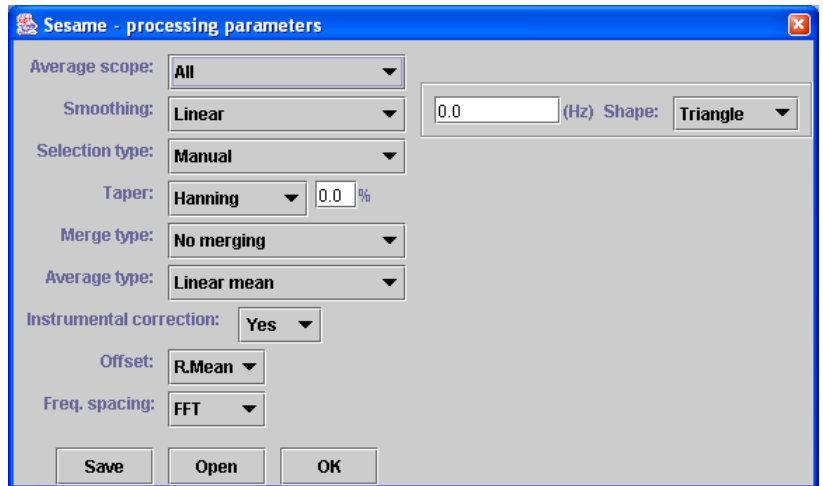 Sesame - processing parameters
Average scope: All
Smoothing: Linear 0.0 (Hz) Shape: Triangle
Selection type: Manual
Taper: Hanning 0.0 %
Merge type: No merging
Average type: Linear mean
Instrumental correction: Yes
Offset: R.Mean
Freq. spacing: FFT
Save Open OK